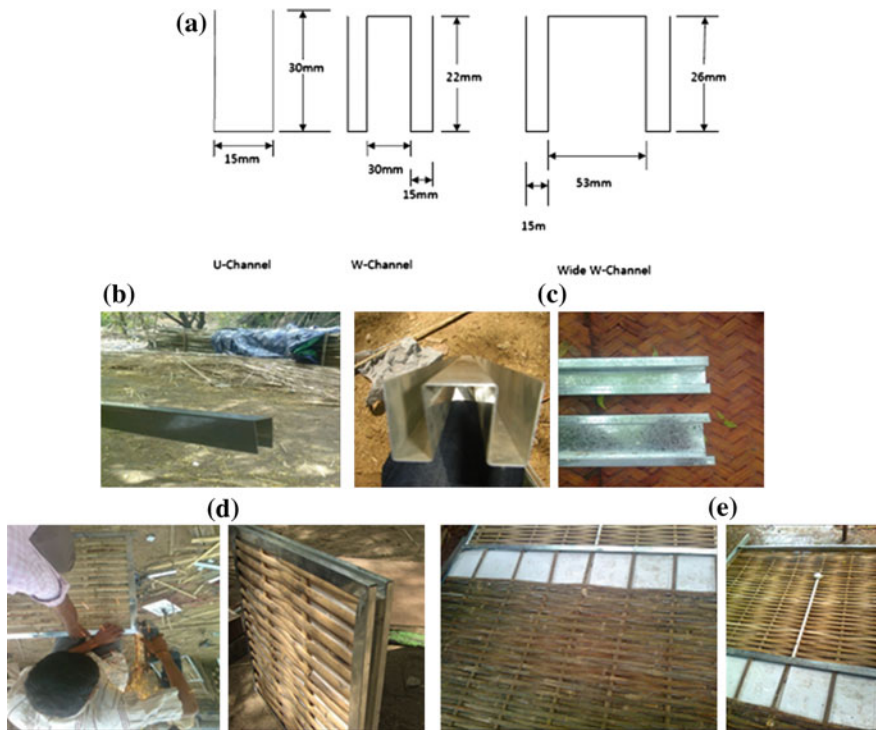 (a)
30mm
22mm
26mm
15mm
30mm
15mm
53mm
15m
U-Channel
W-Channel
Wide W-Channel
(b)
(c)
(d)
(e)